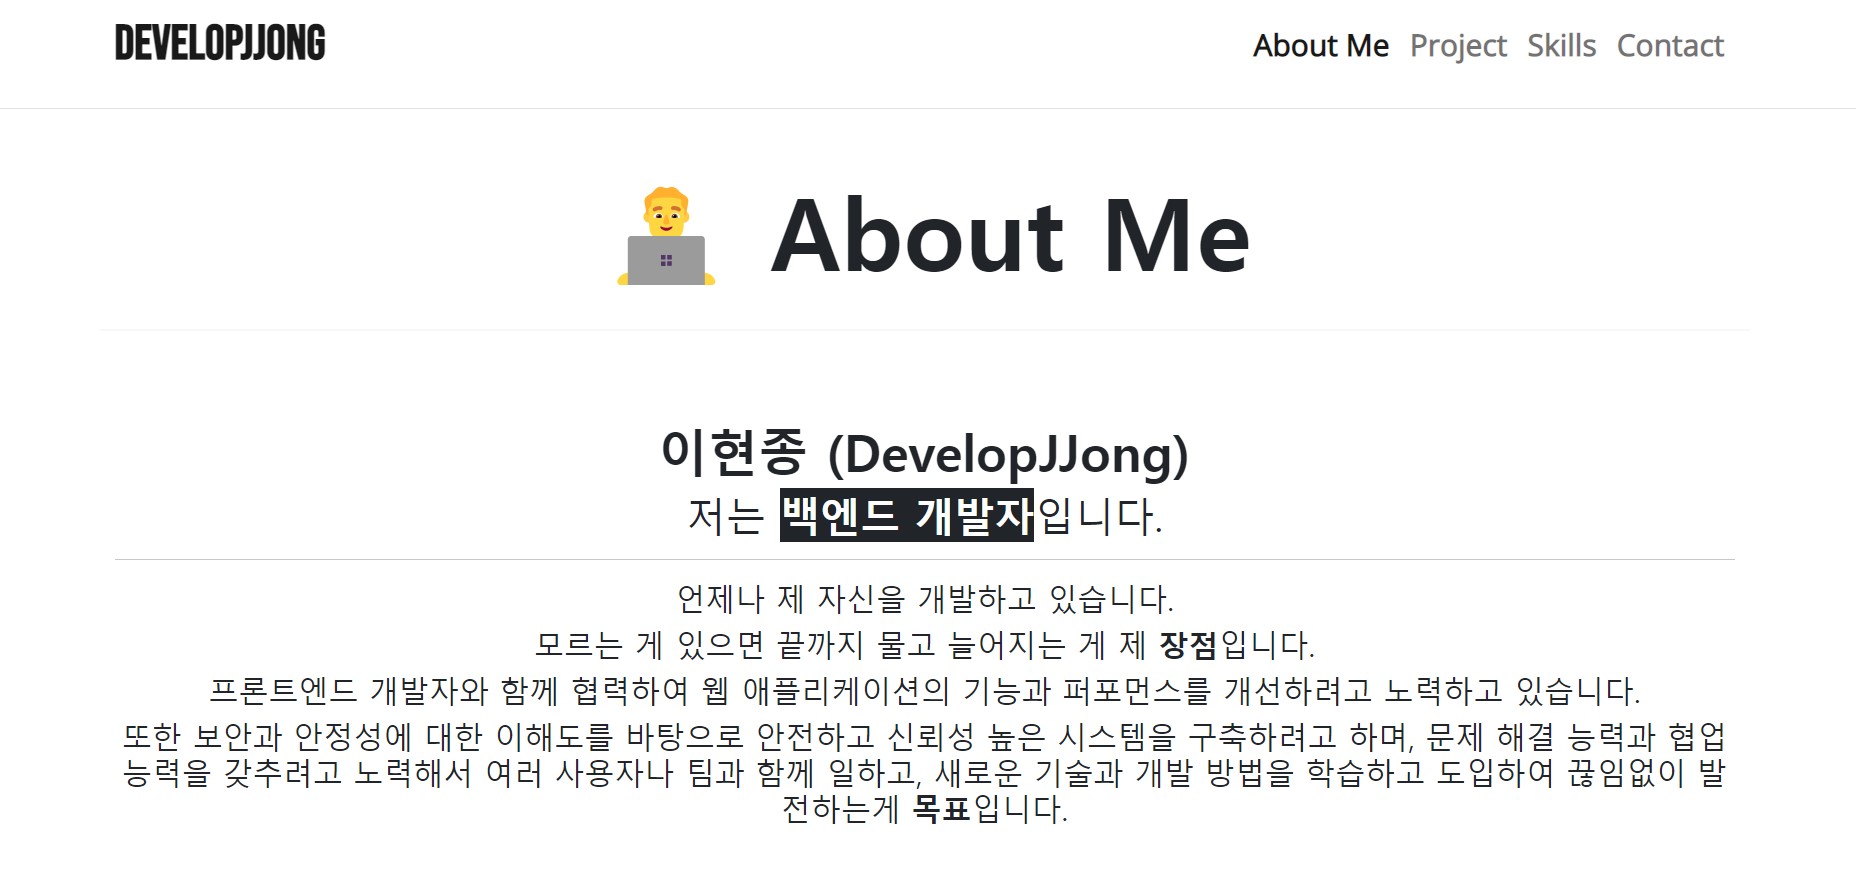 DEVELOPJJONG
About Me Project Skills Contact
About Me
이현종 (DevelopJJong)
저는 백엔드 개발자입니다.
언제나 제 자신을 개발하고 있습니다.
모르는 게 있으면 끝까지 물고 늘어지는 게 제 장점입니다.
프론트엔드 개발자와 함께 협력하여 웹 애플리케이션의 기능과 퍼포먼스를 개선하려고 노력하고 있습니다.
또한 보안과 안정성에 대한 이해도를 바탕으로 안전하고 신뢰성 높은 시스템을 구축하려고 하며, 문제 해결 능력과 협업
능력을 갖추려고 노력해서 여러 사용자나 팀과 함께 일하고, 새로운 기술과 개발 방법을 학습하고 도입하여 끊임없이 발
전하는게 목표입니다.